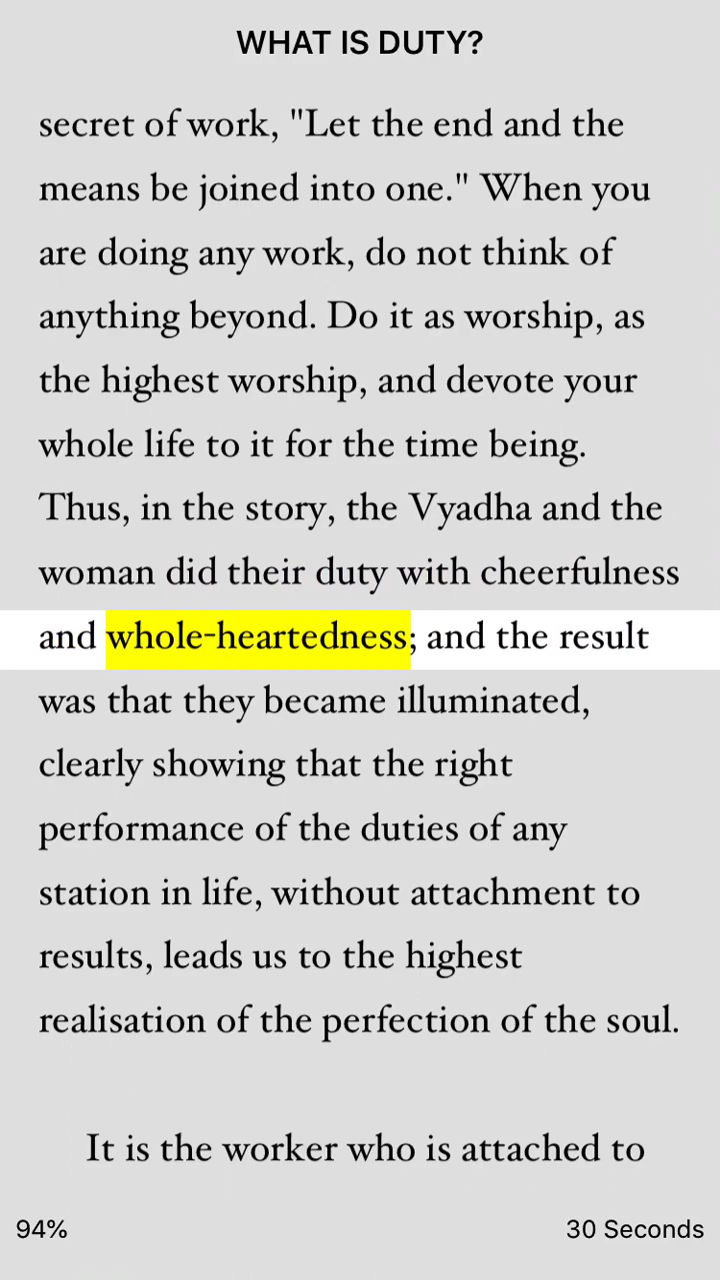 WHAT IS DUTY?
secret of work, "Let the end and the
means be joined into one." When you
are doing any work, do not think of
anything beyond. Do it as worship, as
the highest worship, and devote your
whole life to it for the time being.
Thus, in the story, the Vyadha and the
woman did their duty with cheerfulness
and whole-heartedness; and the result
was that they became illuminated,
clearly showing that the right
performance of the duties of any
station in life, without attachment to
results, leads us to the highest
realisation of the perfection of the soul.
It is the worker who is attached to
94%
30 Seconds